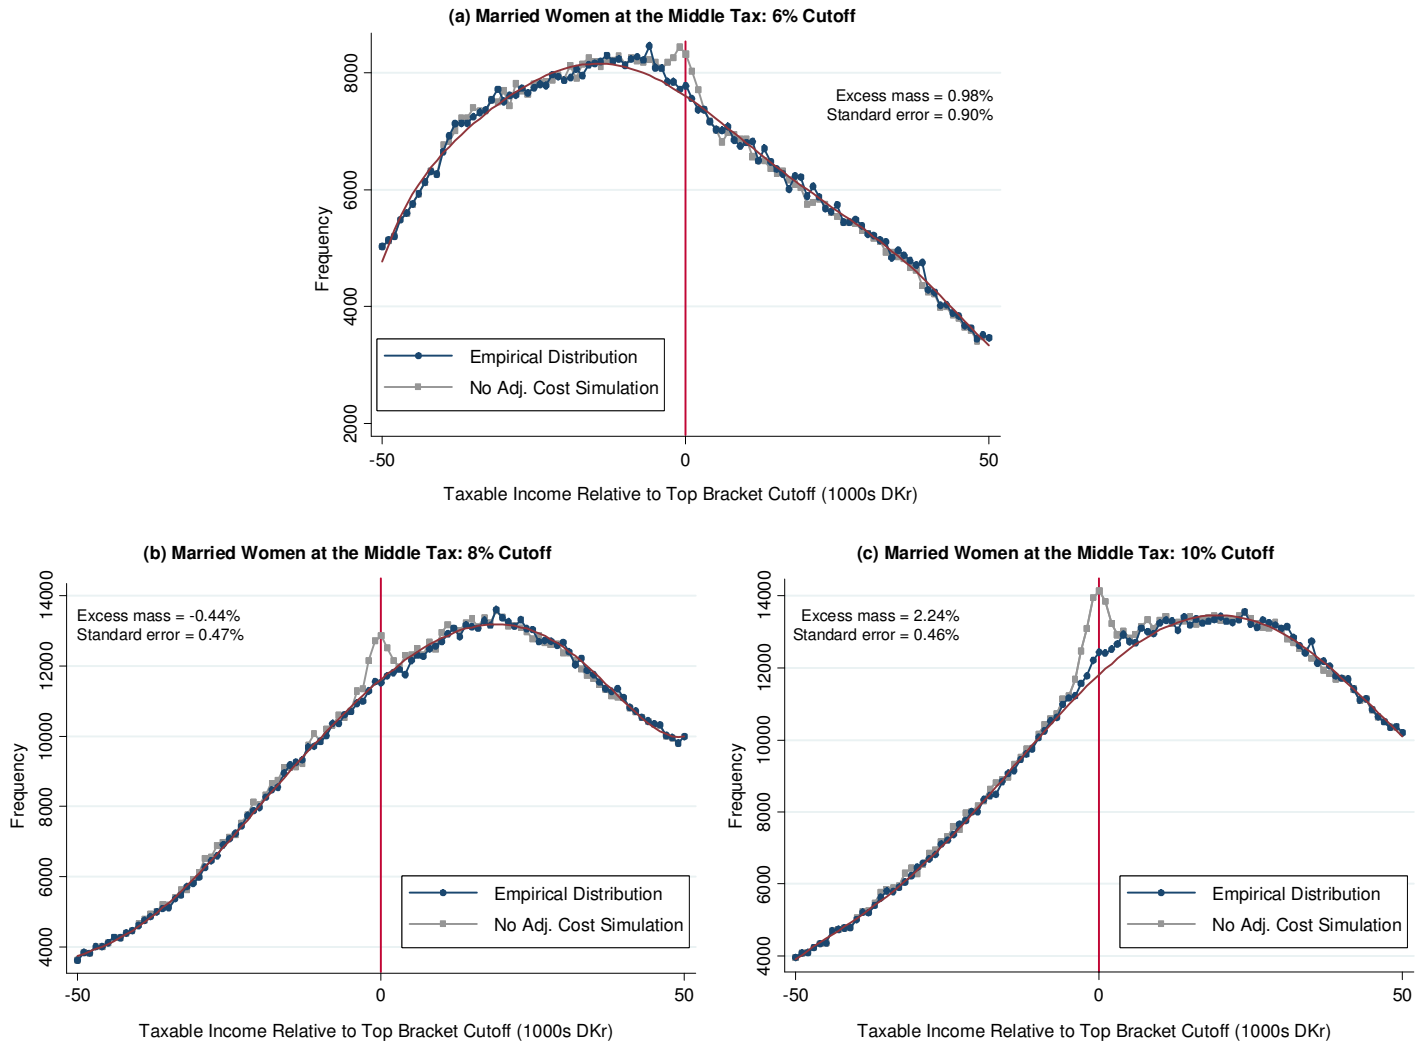 (a) Married Women at the Middle Tax: 6% Cutoff
8000
6000
4000
2000
Frequency
Excess mass = 0.98%
Standard error = 0.90%
Empirical Distribution
No Adj. Cost Simulation
-50
0
50
Taxable Income Relative to Top Bracket Cutoff (1000s DKr)
(b) Married Women at the Middle Tax: 8% Cutoff
14000
12000
10000
8000
6000
4000
Frequency
Excess mass = -0.44%
Standard error = 0.47%
Empirical Distribution
No Adj. Cost Simulation
-50
0
50
Taxable Income Relative to Top Bracket Cutoff (1000s DKr)
(c) Married Women at the Middle Tax: 10% Cutoff
14000
12000
10000
8000
6000
4000
Frequency
Excess mass = 2.24%
Standard error = 0.46%
Empirical Distribution
No Adj. Cost Simulation
-50
0
50
Taxable Income Relative to Top Bracket Cutoff (1000s DKr)